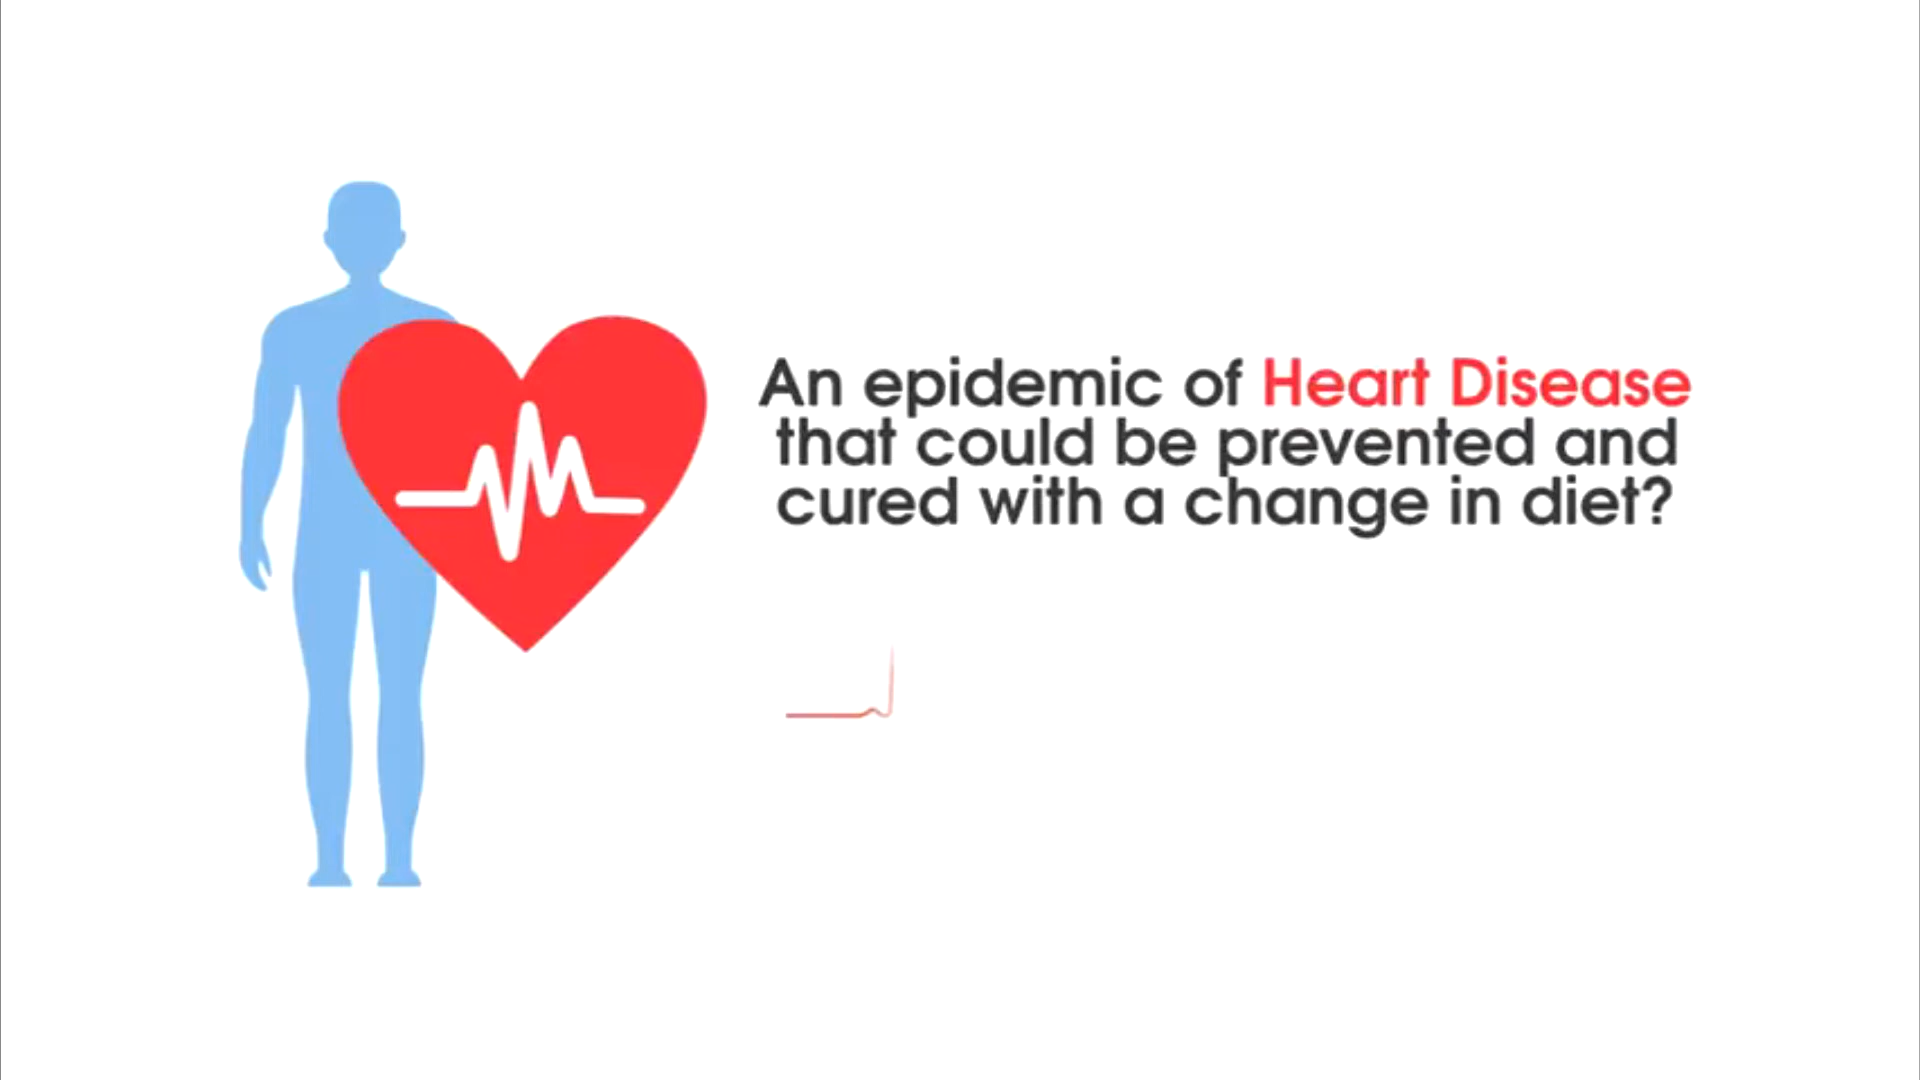 An epidemic of Heart Disease
that could be prevented and
cured with a change in diet?